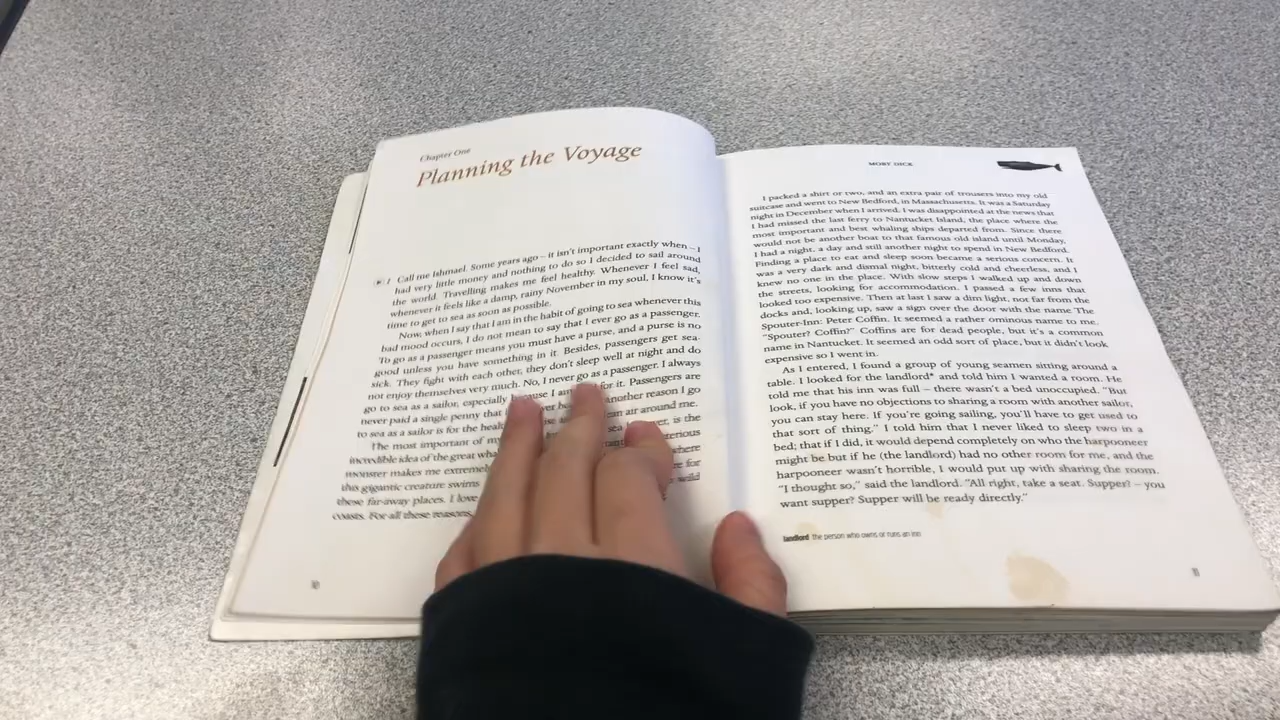 Chapter One
Planning the Voyage
1 Call me Ishmael. Some years ago – it isn't important exactly when – I
had very little money and nothing to do so I decided to sail around
the world. Travelling makes me feel healthy. Whenever I feel sad,
whenever it feels like a damp, rainy November in my soul, I know it's
time to get to sea as soon as possible.
Now, when I say that I am in the habit of going to sea whenever this
bad mood occurs, I do not mean to say that I ever go as a passenger.
To go as a passenger means you must have a purse, and a purse is no
good unless you have something in it. Besides, passengers get sea-
sick. They fight with each other, they don't sleep well at night and do
not enjoy themselves very much. No, I never go as a passenger. I always
go to sea as a sailor, especially because I am for it. Passengers are
never paid a single penny that another reason I go
to sea as a sailor is for the air around me.
The most important of my is the
incredible idea of the great
monster makes me extremely where
this gigantic creature swims for
these far-away places. I love wild
coasts. For all these reasons,
MOBY DICK
I packed a shirt or two, and an extra pair of trousers into my old
suitcase and went to New Bedford, in Massachusetts. It was a Saturday
night in December when I arrived. I was disappointed at the news that
I had missed the last ferry to Nantucket Island, the place where the
most important and best whaling ships departed from. Since there
would not be another boat to that famous old island until Monday,
I had a night, a day and still another night to spend in New Bedford.
Finding a place to eat and sleep soon became a serious concern. It
was a very dark and dismal night, bitterly cold and cheerless, and I
knew no one in the place. With slow steps I walked up and down
the streets, looking for accommodation. I passed a few inns that
looked too expensive. Then at last I saw a dim light, not far from the
docks and, looking up, saw a sign over the door with the name The
Spouter-Inn: Peter Coffin. It seemed a rather ominous name to me.
"Spouter? Coffin?" Coffins are for dead people, but it's a common
name in Nantucket. It seemed an odd sort of place, but it didn't look
expensive so I went in.
As I entered, I found a group of young seamen sitting around a
table. I looked for the landlord* and told him I wanted a room. He
told me that his inn was full – there wasn't a bed unoccupied. "But
look, if you have no objections to sharing a room with another sailor,
you can stay here. If you're going sailing, you'll have to get used to
that sort of thing." I told him that I never liked to sleep two in a
bed; that if I did, it would depend completely on who the harpooneer
might be but if he (the landlord) had no other room for me, and the
harpooneer wasn't horrible, I would put up with sharing the room.
"I thought so," said the landlord. "All right, take a seat. Supper? – you
want supper? Supper will be ready directly."
landlord the person who owns or runs an inn